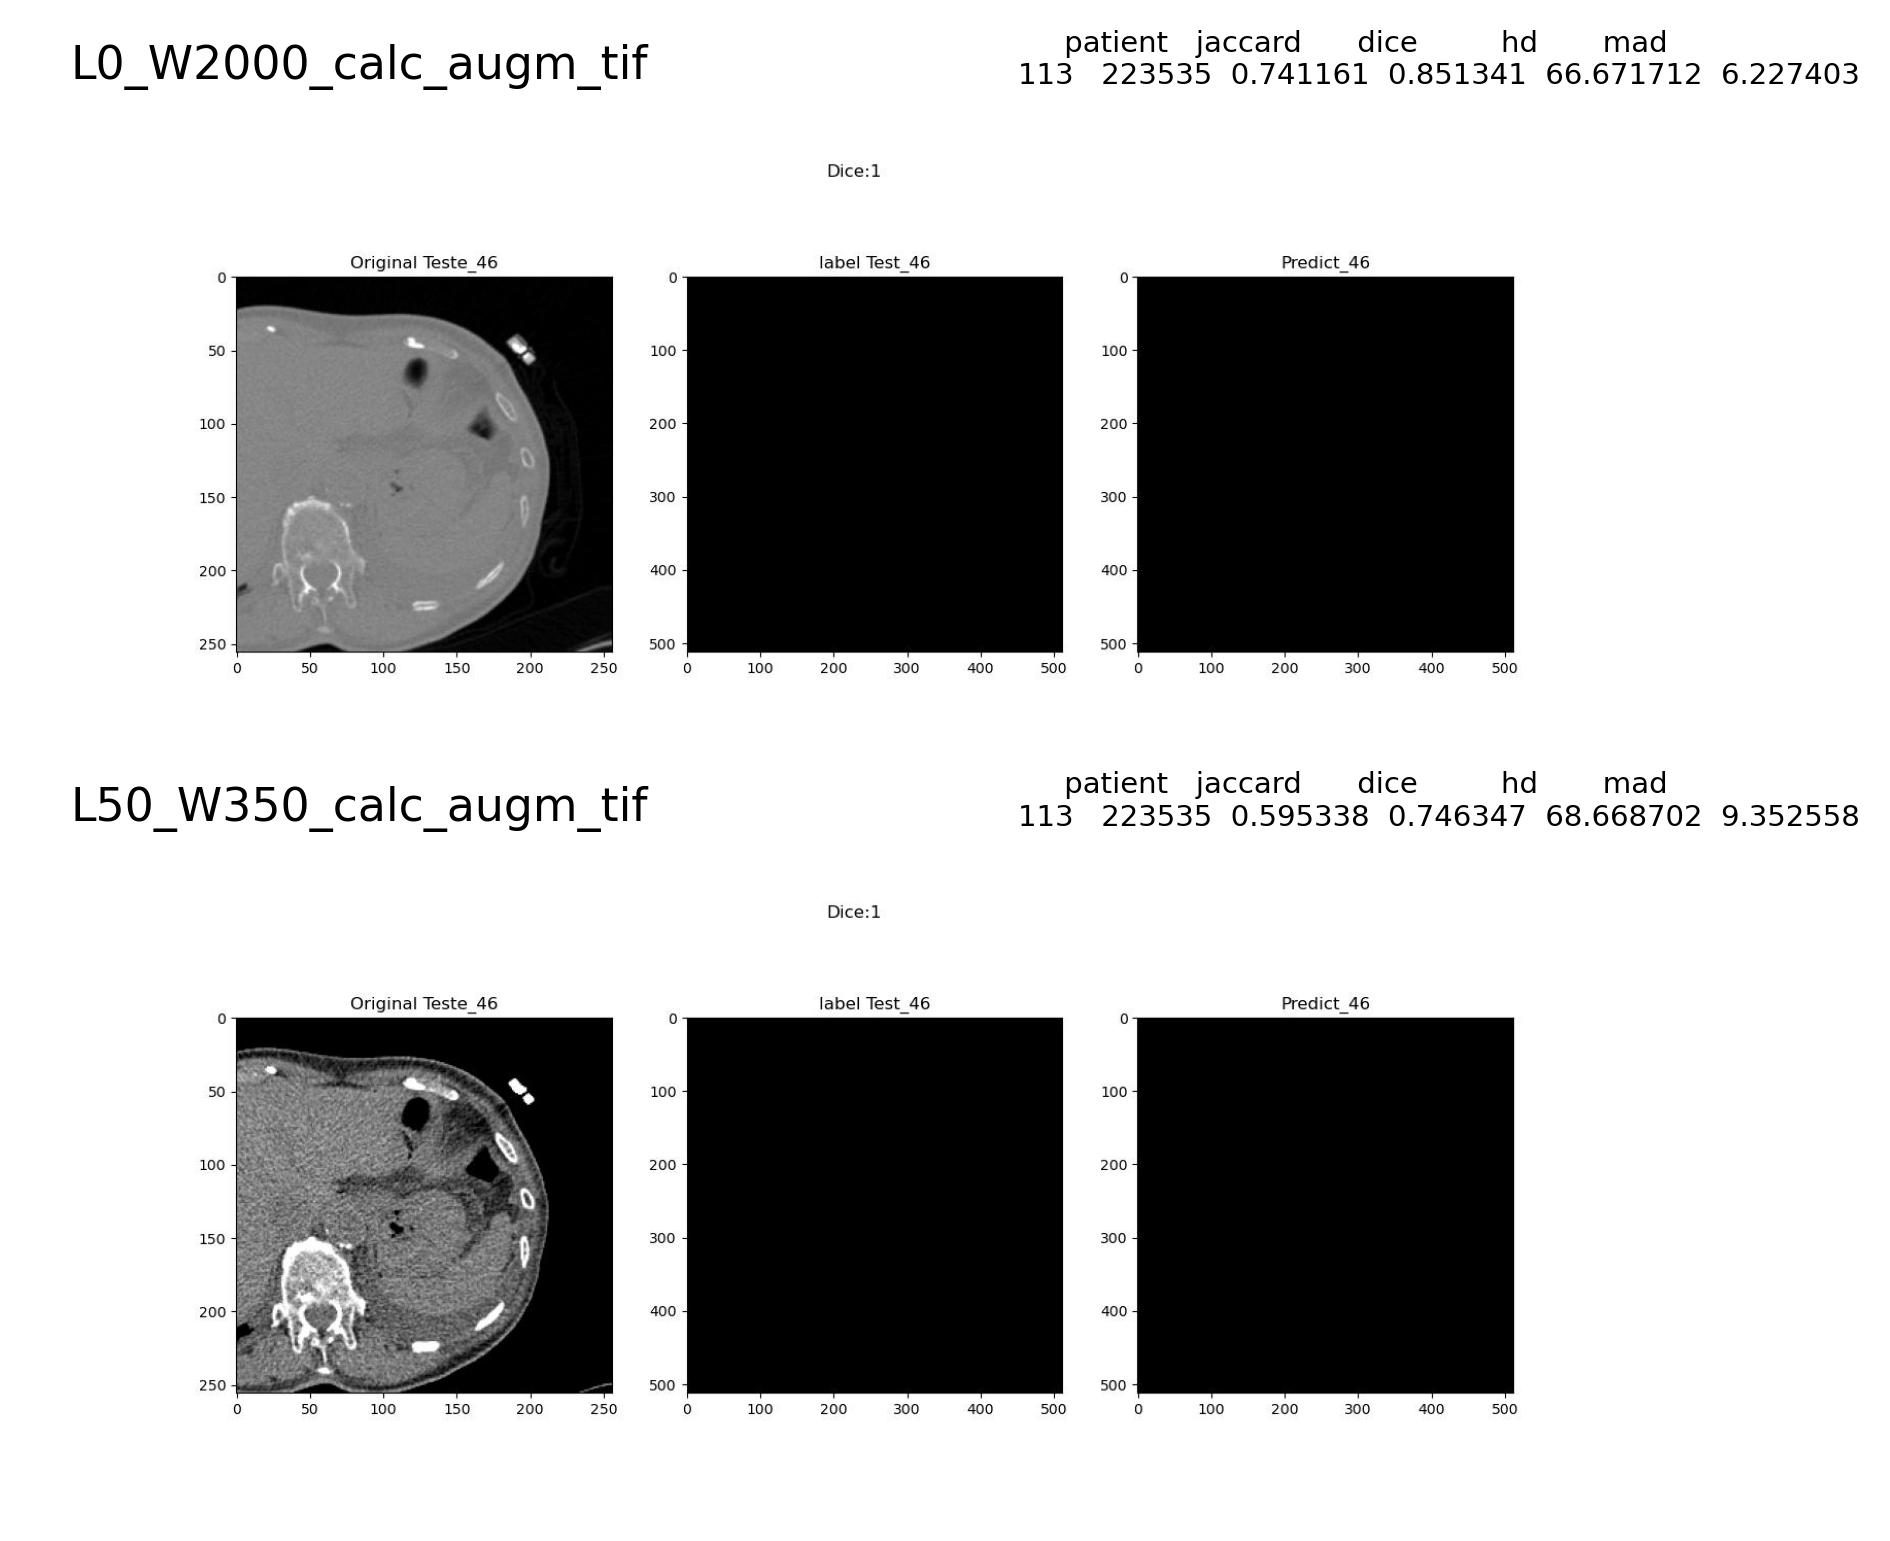 L0_W2000_calc_augm_tif
patient jaccard dice hd mad
113 223535 0.741161 0.851341 66.671712 6.227403
Dice:1
Original Teste_46
label Test_46
Predict_46
0
50
100
150
200
250
0 50 100 150 200 250
0
100
200
300
400
500
0 100 200 300 400 500
0
100
200
300
400
500
0 100 200 300 400 500
L50_W350_calc_augm_tif
patient jaccard dice hd mad
113 223535 0.595338 0.746347 68.668702 9.352558
Dice:1
Original Teste_46
label Test_46
Predict_46
0
50
100
150
200
250
0 50 100 150 200 250
0
100
200
300
400
500
0 100 200 300 400 500
0
100
200
300
400
500
0 100 200 300 400 500